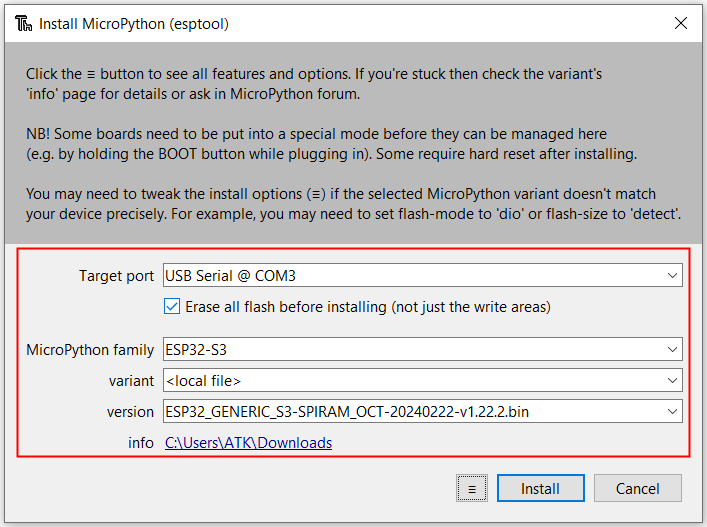 Install MicroPython (esptool)
Click the ≡ button to see all features and options. If you're stuck then check the variant's
'info' page for details or ask in MicroPython forum.
NB! Some boards need to be put into a special mode before they can be managed here
(e.g. by holding the BOOT button while plugging in). Some require hard reset after installing.
You may need to tweak the install options (≡) if the selected MicroPython variant doesn't match
your device precisely. For example, you may need to set flash-mode to 'dio' or flash-size to 'detect'.
Target port USB Serial @ COM3
Erase all flash before installing (not just the write areas)
MicroPython family ESP32-S3
variant <local file>
version ESP32_GENERIC_S3-SPIRAM_OCT-20240222-v1.22.2.bin
info C:\Users\ATK\Downloads
≡ Install Cancel